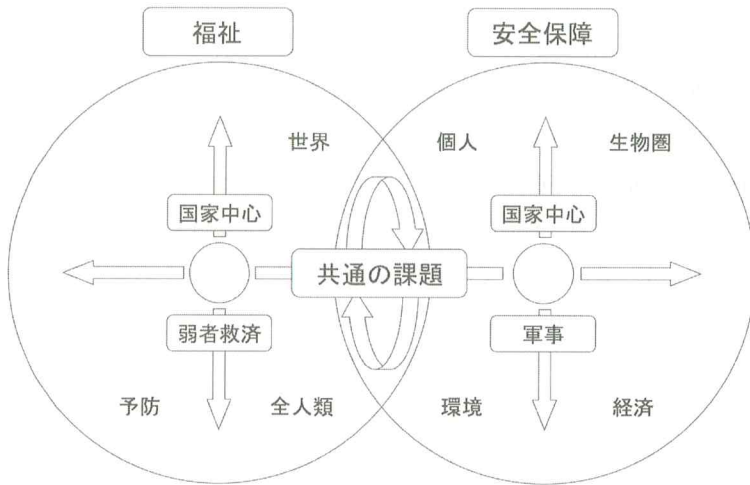 福祉
安全保障
世界
個人
生物圏
国家中心
国家中心
共通の課題
弱者救済
軍事
予防
全人類
環境
経済